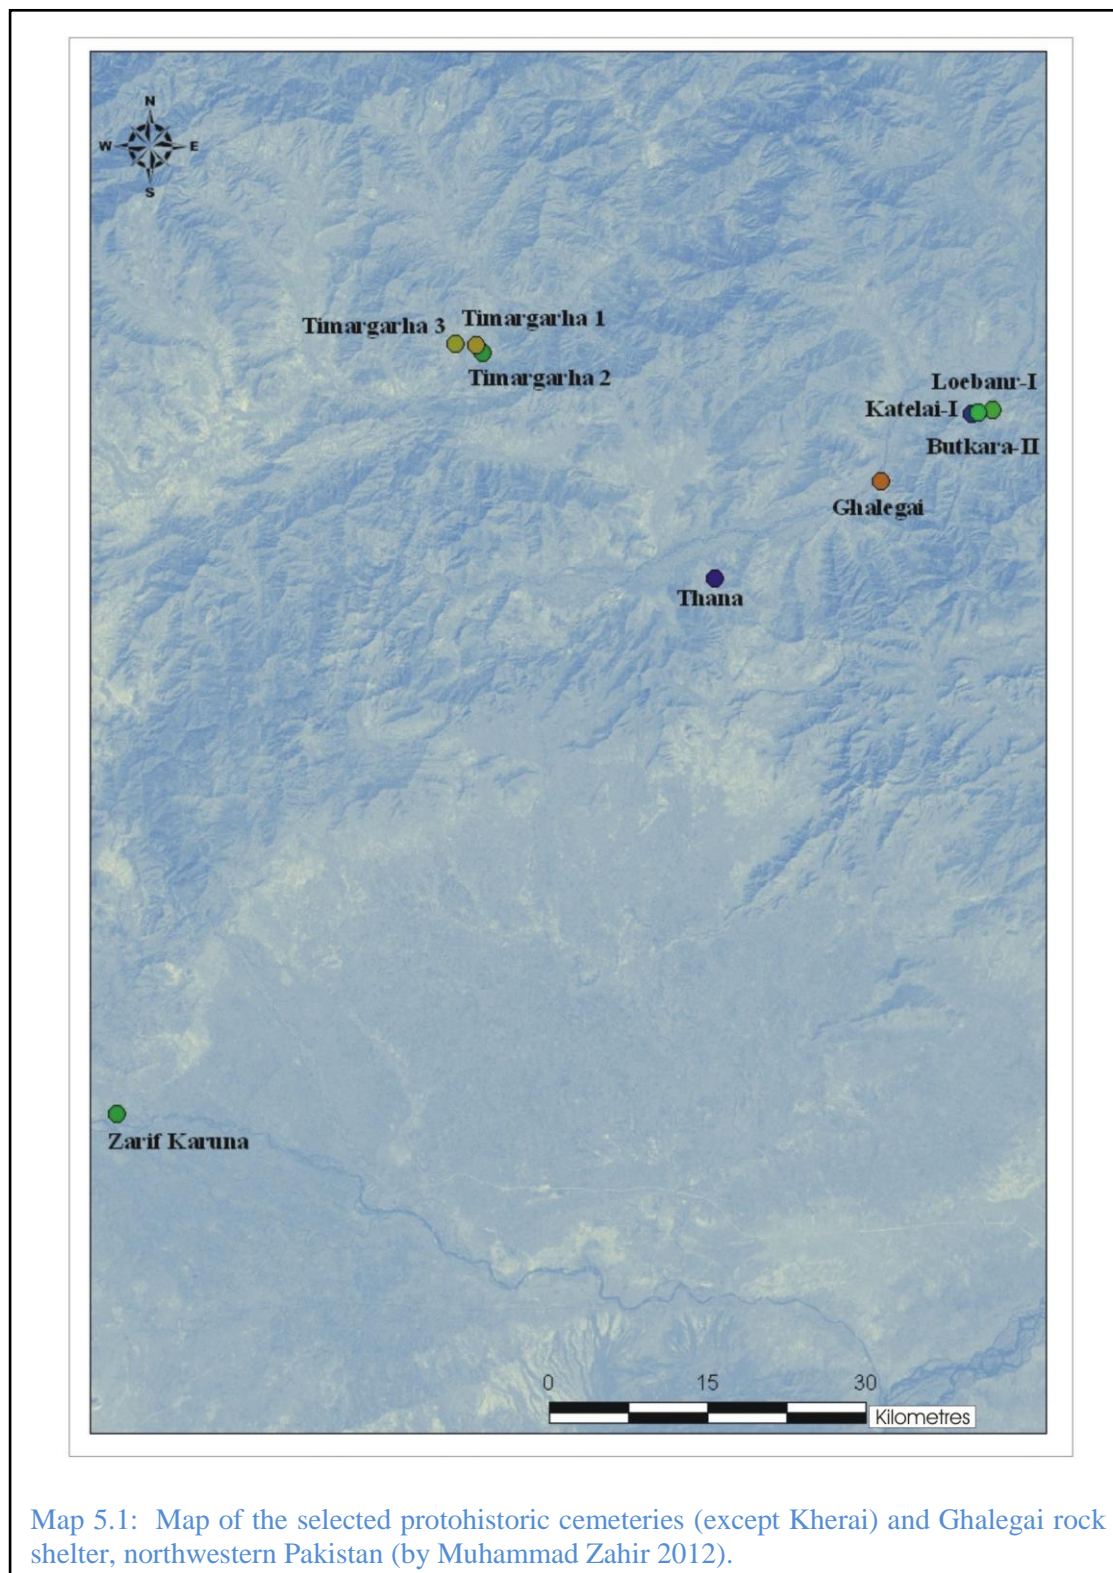 N
W E
S
Timargarha 3 Timargarha 1
Timargarha 2
Loebanr-I
Katelai-I
Butkara-II
Ghalegai
Thana
Zarif Karuna
0 15 30
Kilometres
Map 5.1: Map of the selected protohistoric cemeteries (except Kherai) and Ghalegai rock
shelter, northwestern Pakistan (by Muhammad Zahir 2012).